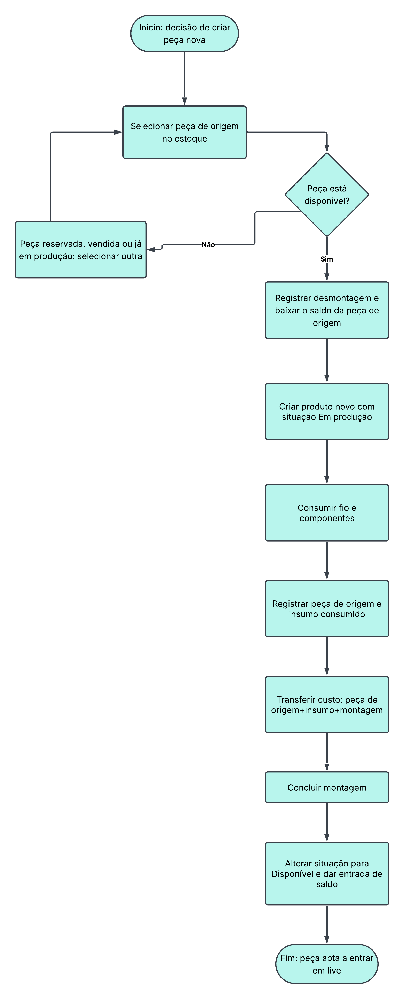 Início: decisão de criar
peça nova
Selecionar peça de origem
no estoque
Peça está
disponivel?
Peça reservada, vendida ou já
em produção: selecionar outra
Não
Sim
Registrar desmontagem e
baixar o saldo da peça de
origem
Criar produto novo com
situação Em produção
Consumir fio e
componentes
Registrar peça de origem e
insumo consumido
Transferir custo: peça de
origem+insumo+montagem
Concluir montagem
Alterar situação para
Disponível e dar entrada de
saldo
Fim: peça apta a entrar
em live